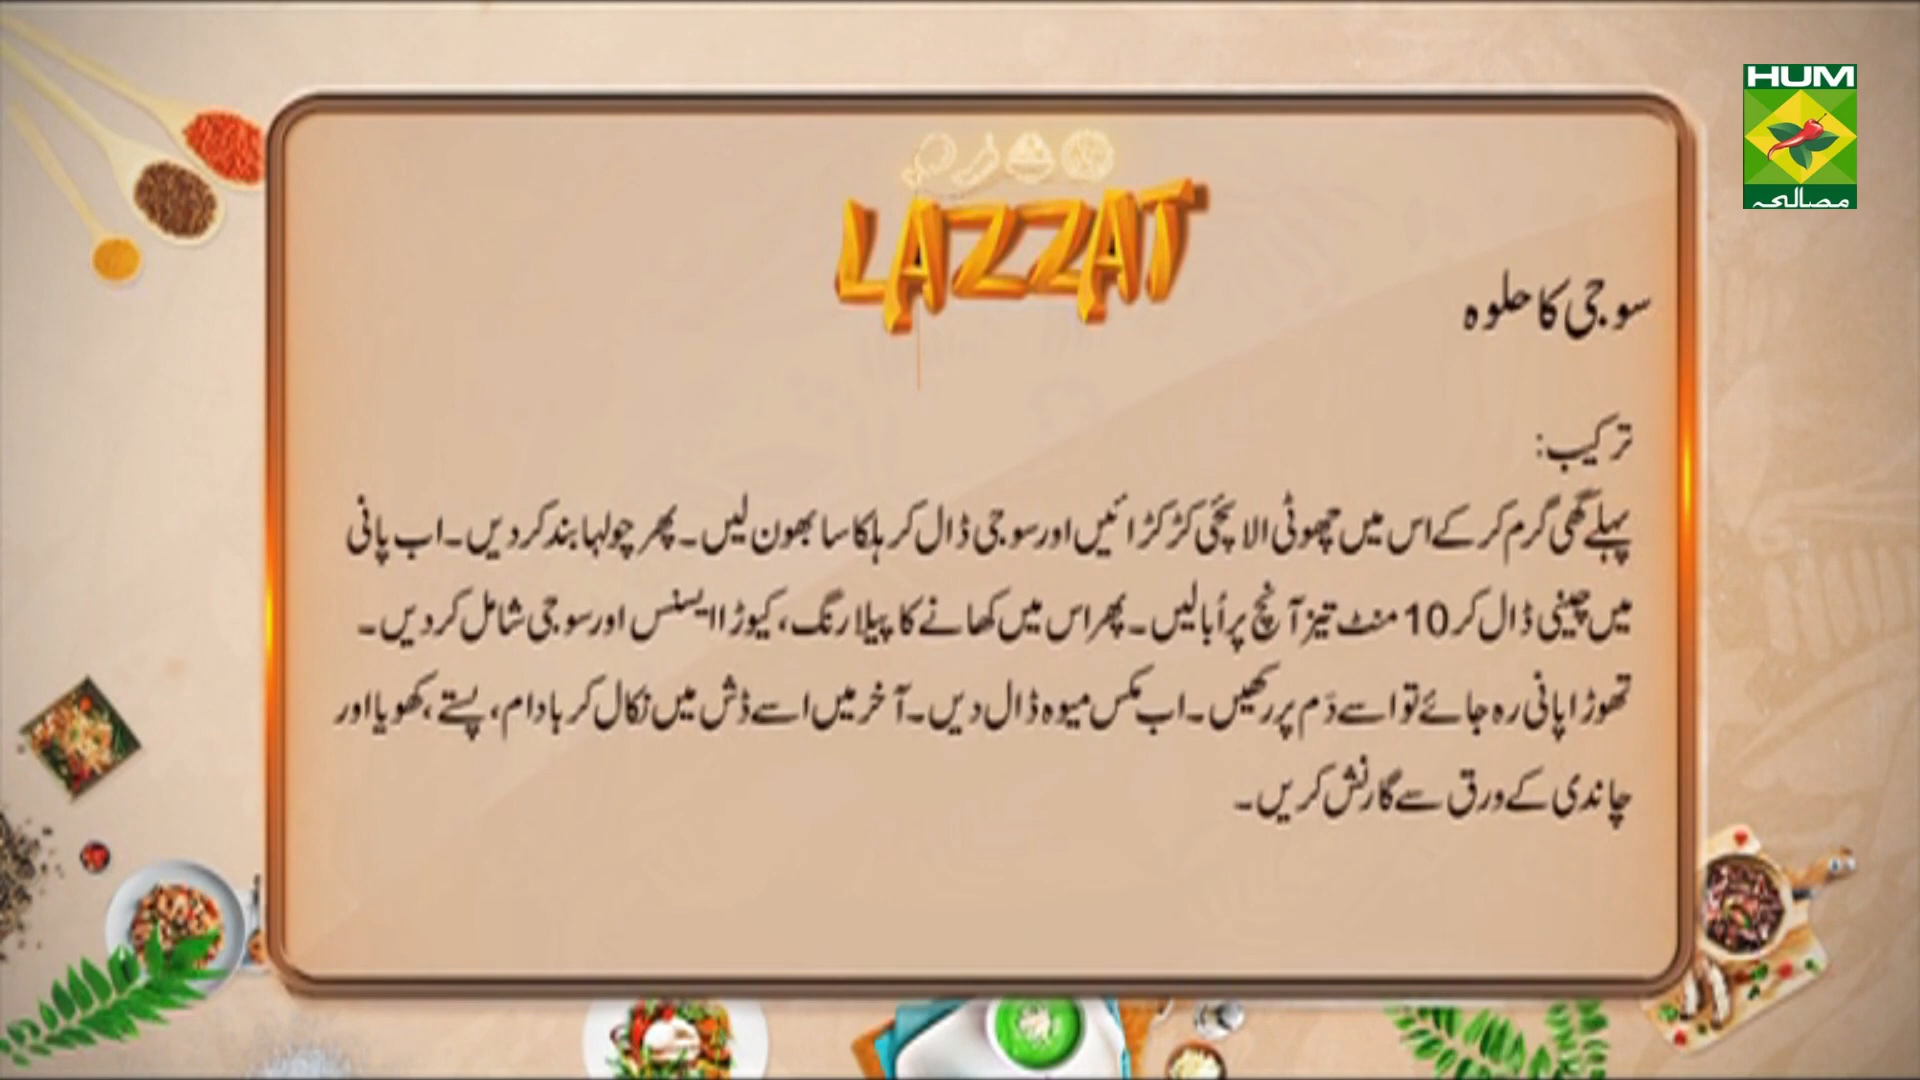 HUM
مصالحہ
LAZZAT
سوجی کا حلوہ
ترکیب:
پہلے گھی گرم کر کے اس میں چھوٹی الائچی کڑکڑائیں اور سوجی ڈال کر ہلکا سا بھون لیں۔ پھر چولہا بند کر دیں۔ اب پانی
میں چینی ڈال کر 10 منٹ تیز آنچ پر اُبالیں۔ پھر اس میں کھانے کا پیلا رنگ، کیوڑا ایسنس اور سوجی شامل کر دیں۔
تھوڑا پانی رہ جائے تو اسے دَم پر رکھیں۔ اب مکس میوہ ڈال دیں۔ آخر میں اسے ڈش میں نکال کر بادام، پستے، کھویا اور
چاندی کے ورق سے گارنش کریں۔